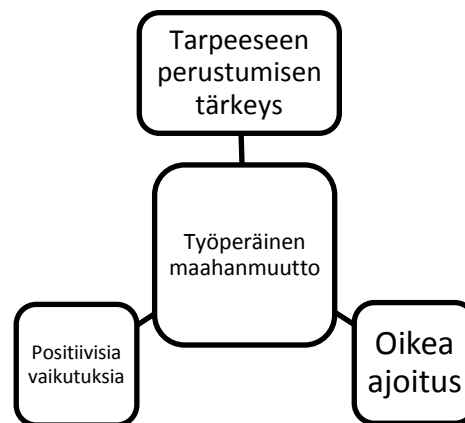 Tarpeeseen
perustumisen
tärkeys
Työperäinen
maahanmuutto
Positiivisia
vaikutuksia
Oikea
ajoitus